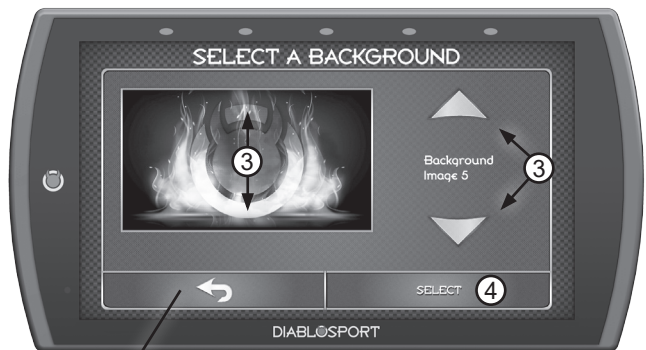 SELECT A BACKGROUND
3
Background
Image 5
3
SELECT
4
DIABLOSPORT